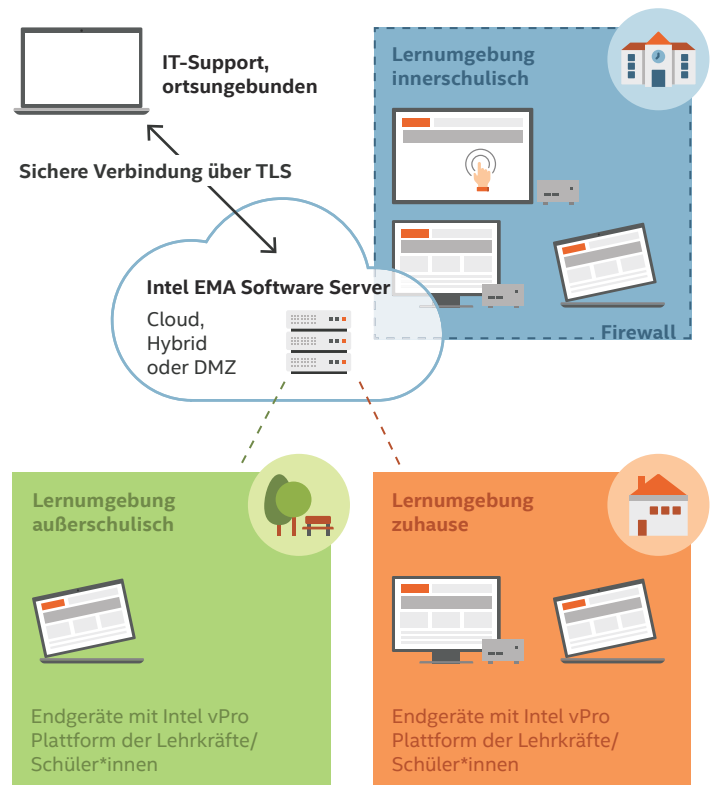 IT-Support,
ortsungebunden
Lernumgebung
innerschulisch
Sichere Verbindung über TLS
Intel EMA Software Server
Cloud,
Hybrid
oder DMZ
Firewall
Lernumgebung
außerschulisch
Endgeräte mit Intel vPro
Plattform der Lehrkräfte/
Schüler*innen
Lernumgebung
zuhause
Endgeräte mit Intel vPro
Plattform der Lehrkräfte/
Schüler*innen